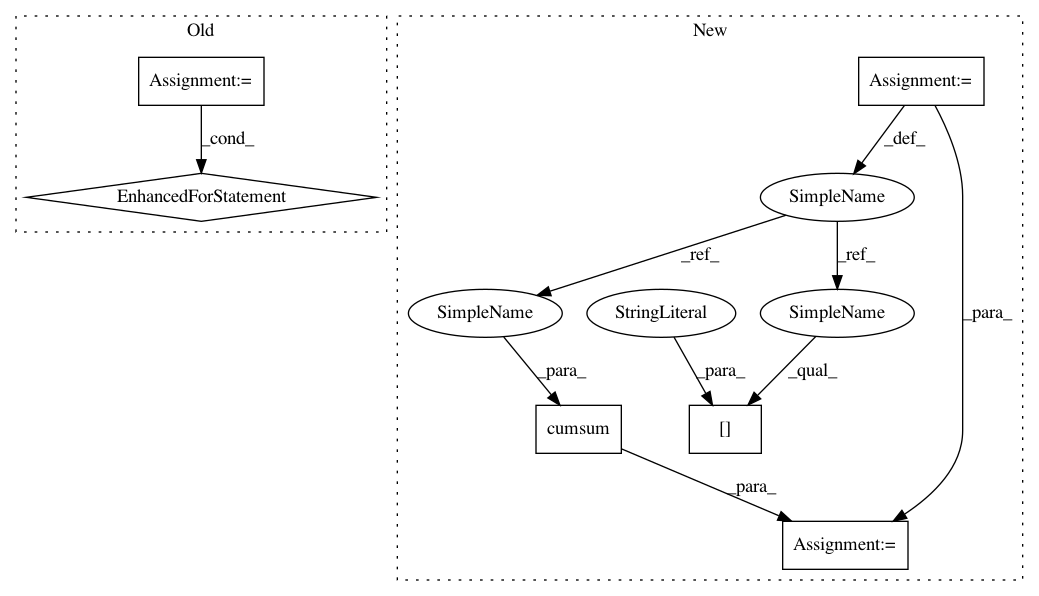 Old
New
Assignment:=
Assignment:=
_cond_
_def_
EnhancedForStatement
SimpleName
_ref_
_ref_
SimpleName
StringLiteral
SimpleName
_para_
_para_
_para_
_qual_
cumsum
[]
_para_
Assignment:=